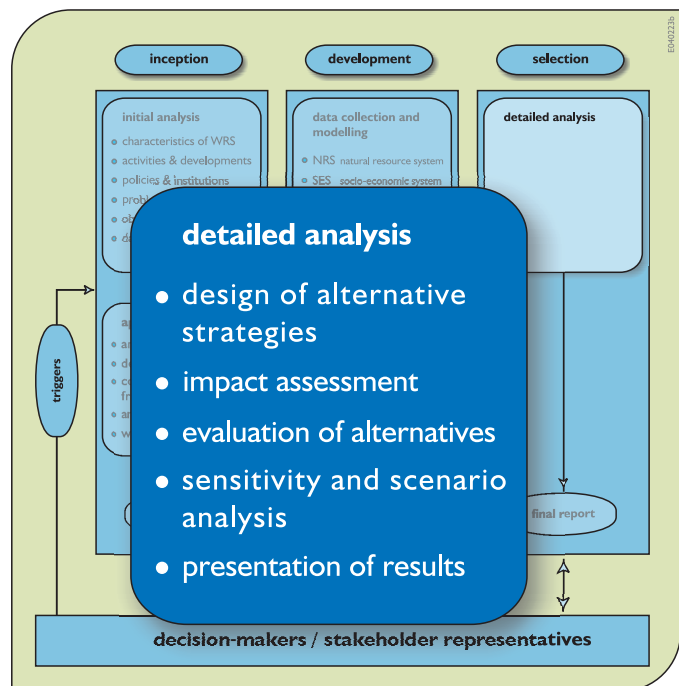 E040223b
inception
development
selection
initial analysis
characteristics of WRS
activities & developments
policies & institutions
data collection and
modelling
NRS natural resource system
SES socio-economic system
detailed analysis
triggers
detailed analysis
design of alternative
strategies
impact assessment
evaluation of alternatives
sensitivity and scenario
analysis
presentation of results
final report
decision-makers / stakeholder representatives